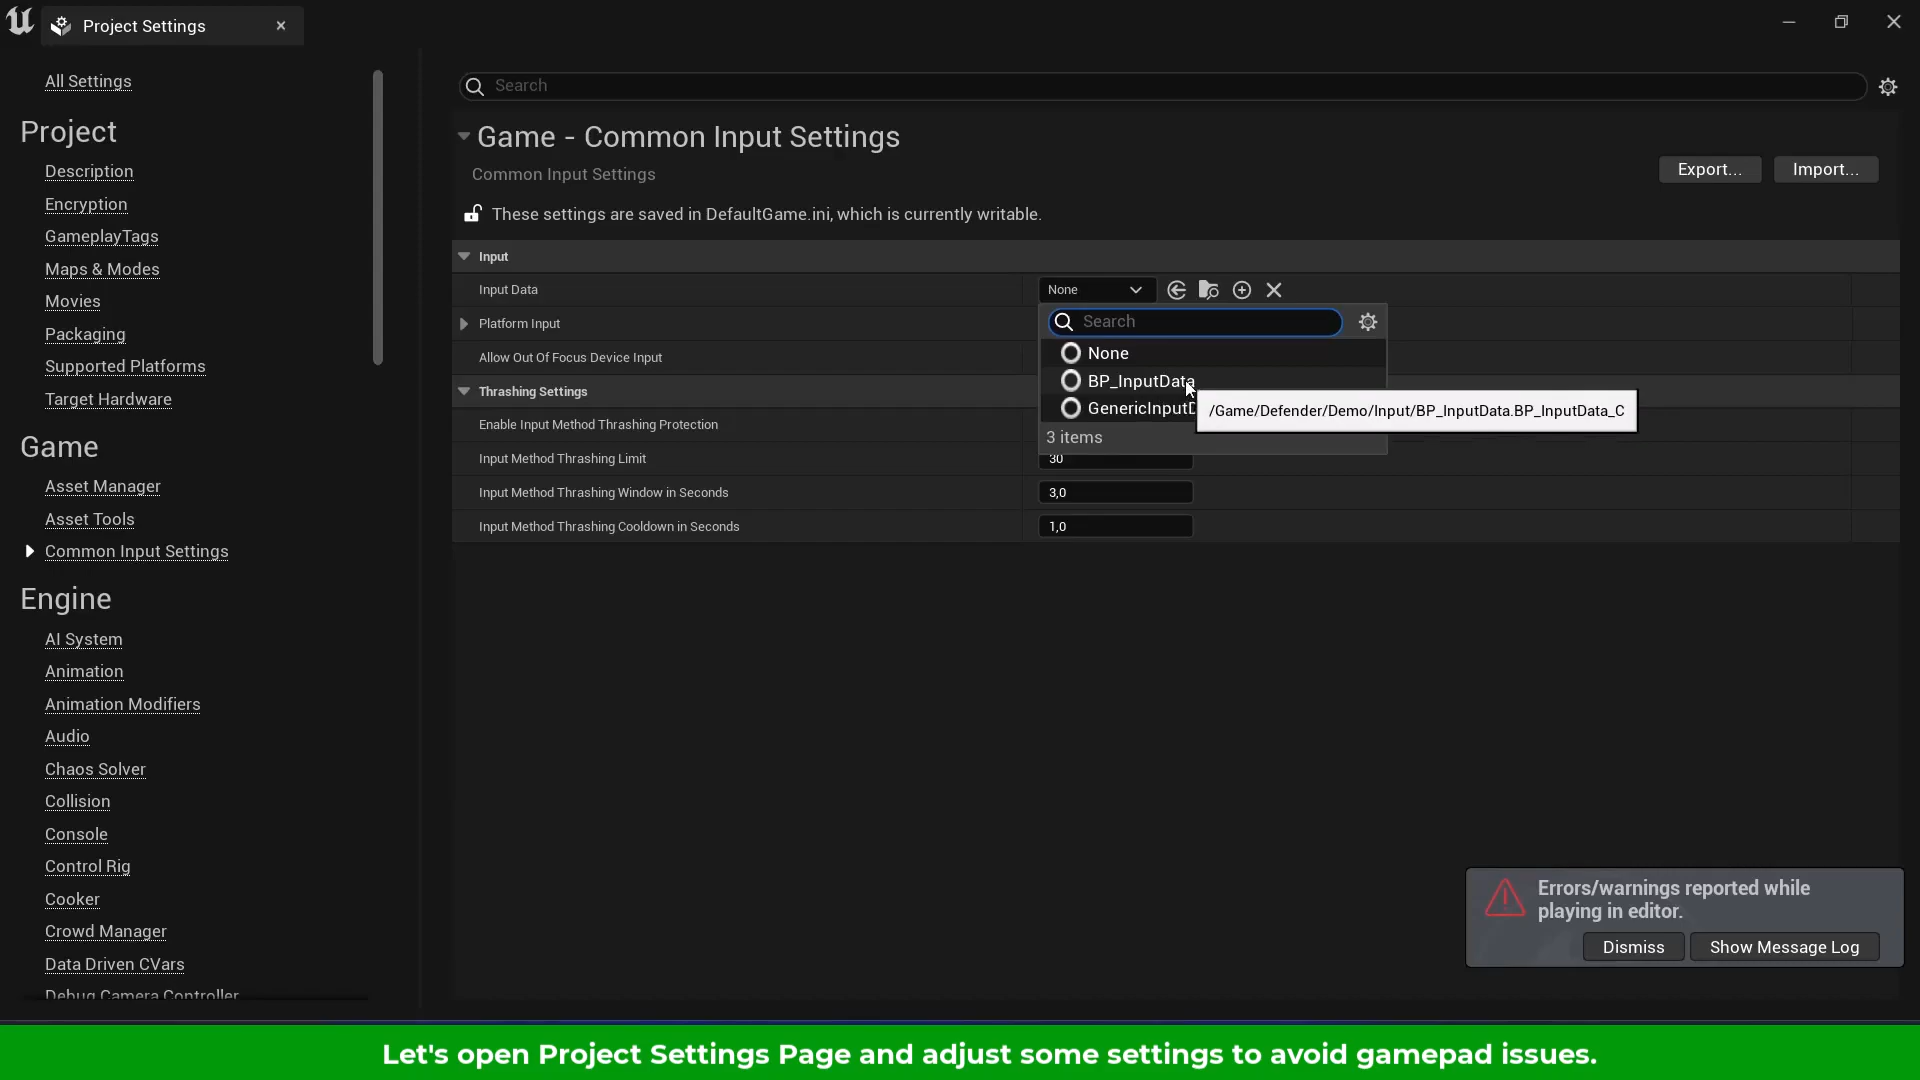 Project Settings
All Settings
Project
Description
Encryption
GameplayTags
Maps & Modes
Movies
Packaging
Supported Platforms
Target Hardware
Game
Asset Manager
Asset Tools
Common Input Settings
Engine
AI System
Animation
Animation Modifiers
Audio
Chaos Solver
Collision
Console
Control Rig
Cooker
Crowd Manager
Data Driven CVars
Debug Camera Controller
Search
Game - Common Input Settings
Common Input Settings
Export...
Import...
These settings are saved in DefaultGame.ini, which is currently writable.
Input
Input Data
None
Platform Input
Allow Out Of Focus Device Input
Search
None
BP_InputData
GenericInputD
3 items
/Game/Defender/Demo/Input/BP_InputData.BP_InputData_C
Thrashing Settings
Enable Input Method Thrashing Protection
Input Method Thrashing Limit
30
Input Method Thrashing Window in Seconds
3,0
Input Method Thrashing Cooldown in Seconds
1,0
Errors/warnings reported while
playing in editor.
Dismiss
Show Message Log
Let's open Project Settings Page and adjust some settings to avoid gamepad issues.